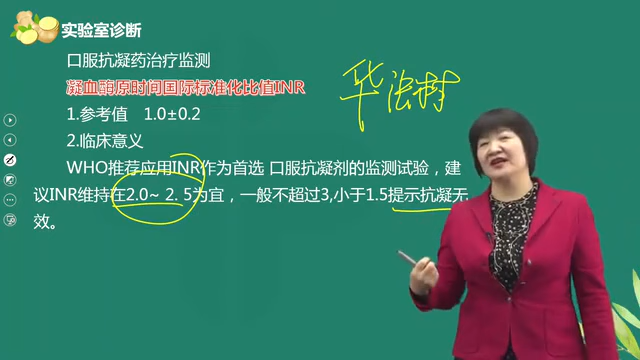 实验室诊断
口服抗凝药治疗监测
凝血酶原时间国际标准化比值INR
1.参考值 1.0±0.2
2.临床意义
WHO推荐应用INR作为首选 口服抗凝剂的监测试验，建
议INR维持在2.0~ 2. 5为宜，一般不超过3,小于1.5提示抗凝无
效。
华法林